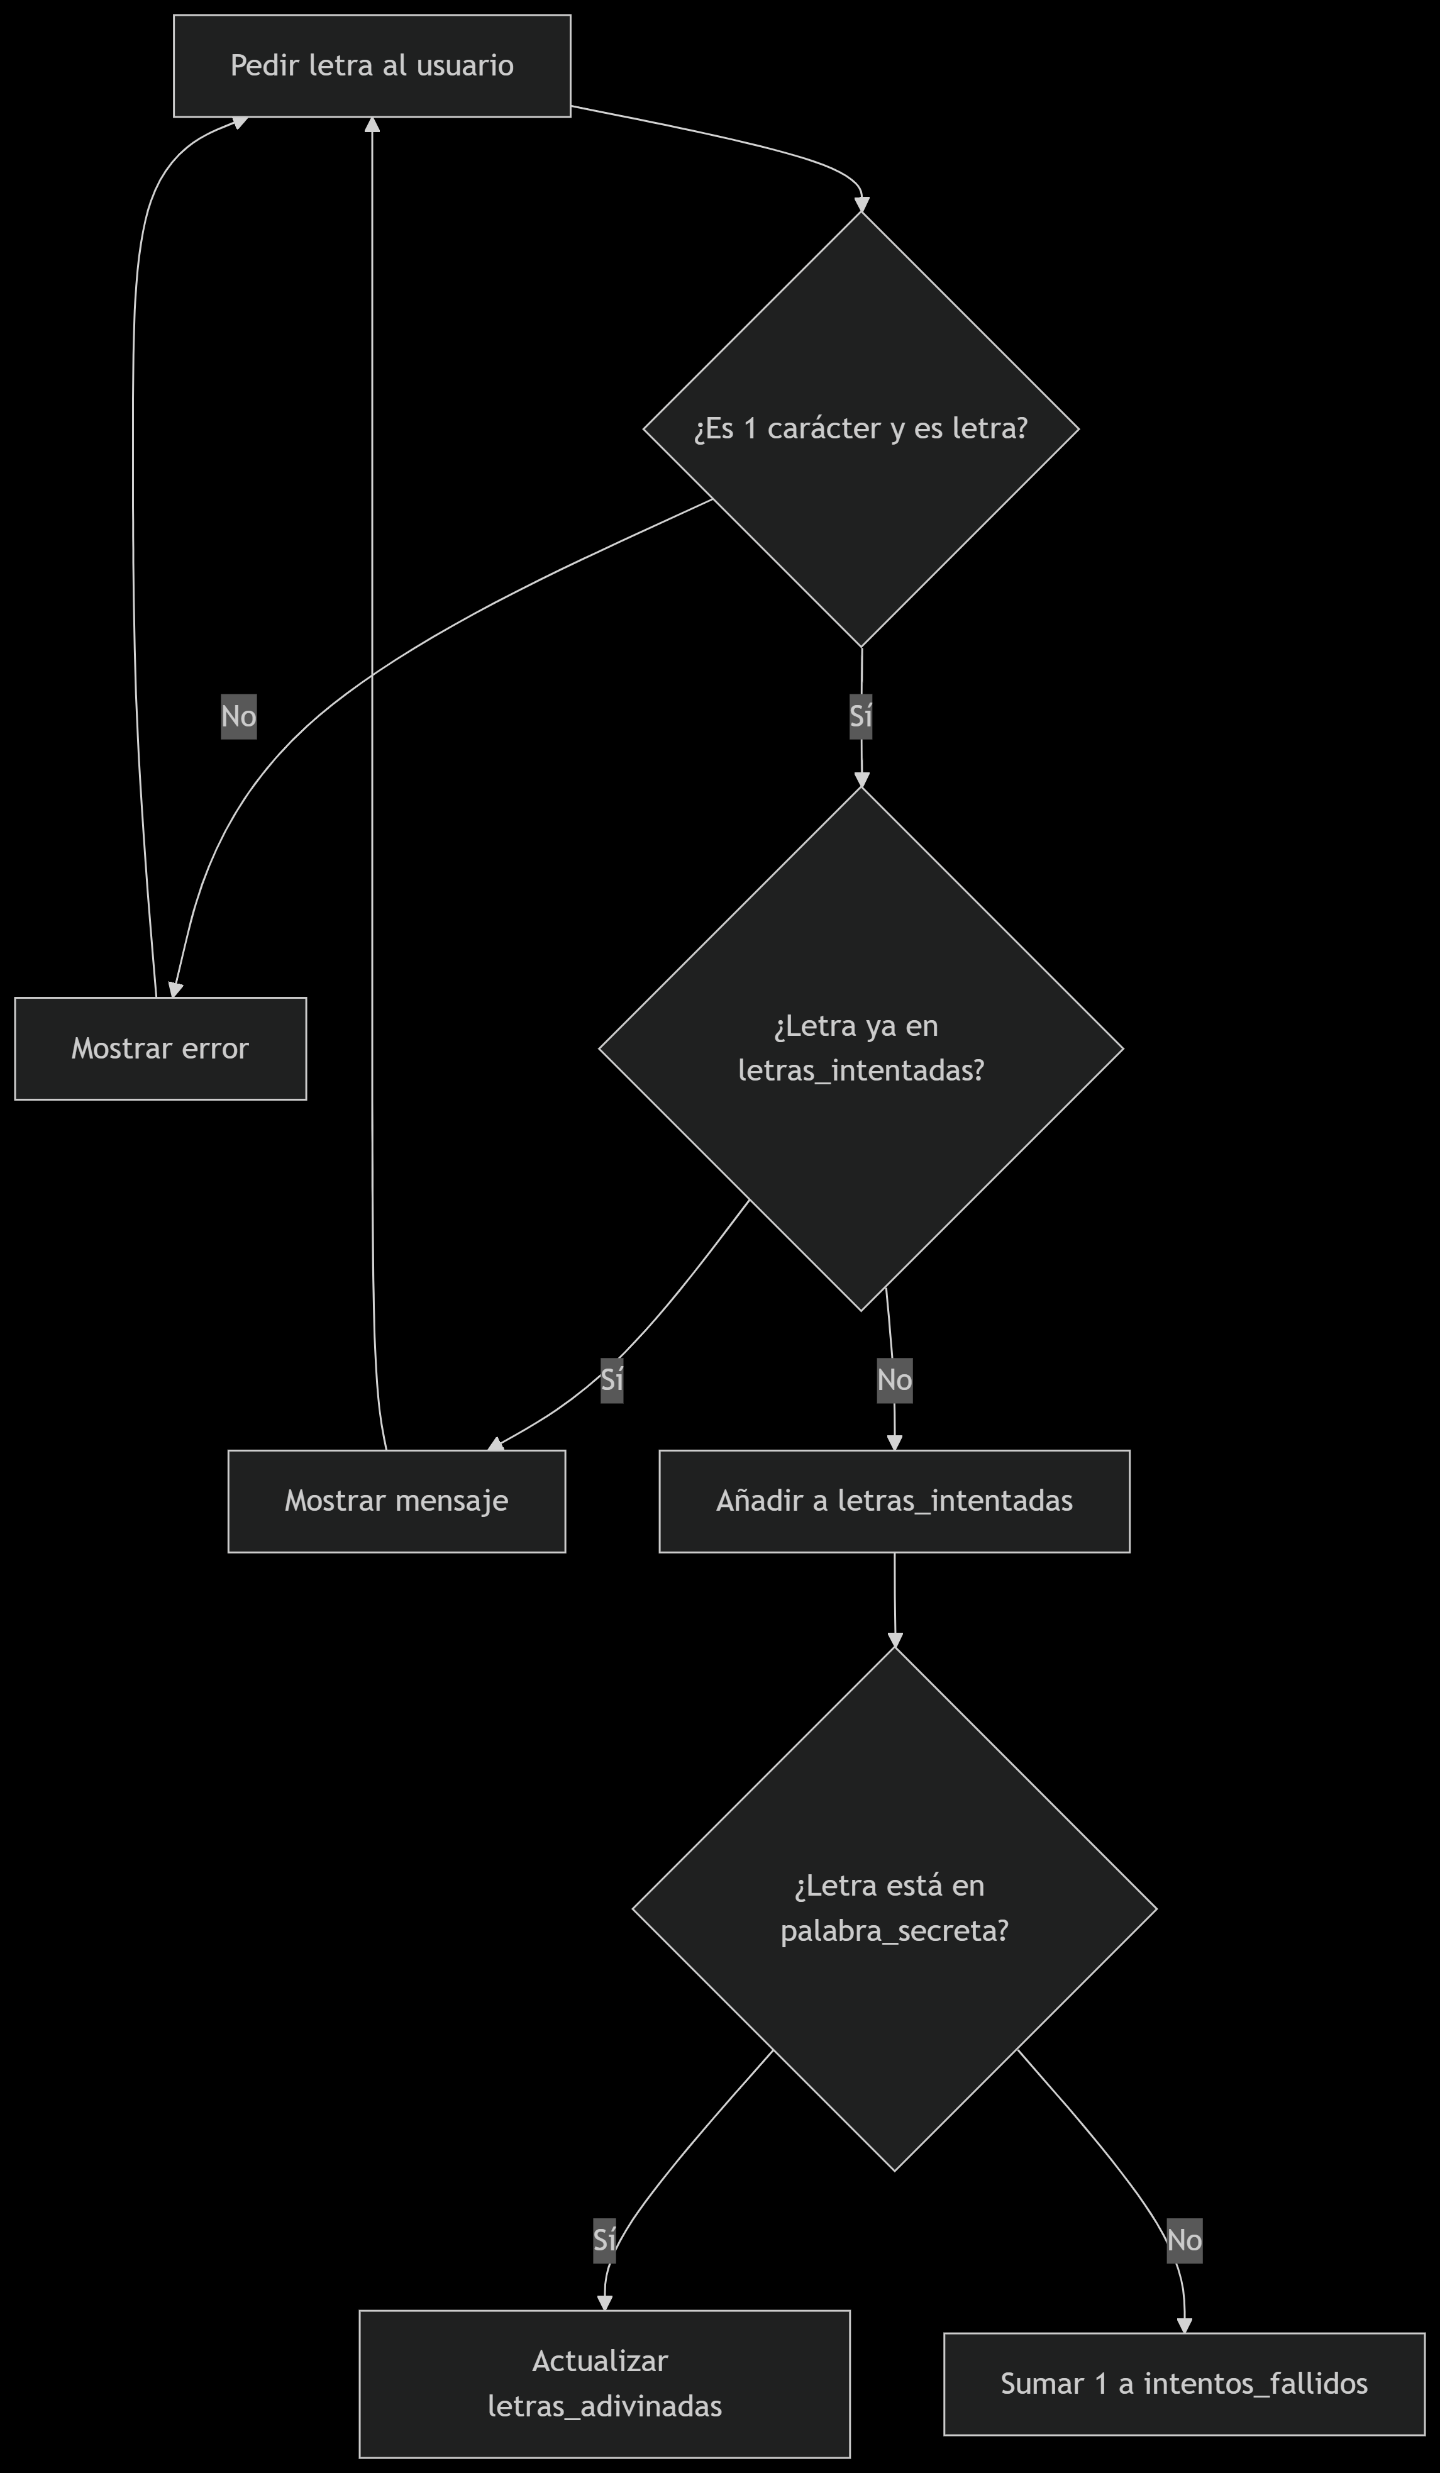 Pedir letra al usuario
¿Es 1 carácter y es letra?
No
Sí
¿Letra ya en
letras_intentadas?
Mostrar error
Sí
No
Mostrar mensaje
Añadir a letras_intentadas
¿Letra está en
palabra_secreta?
Sí
No
Actualizar
letras_adivinadas
Sumar 1 a intentos_fallidos